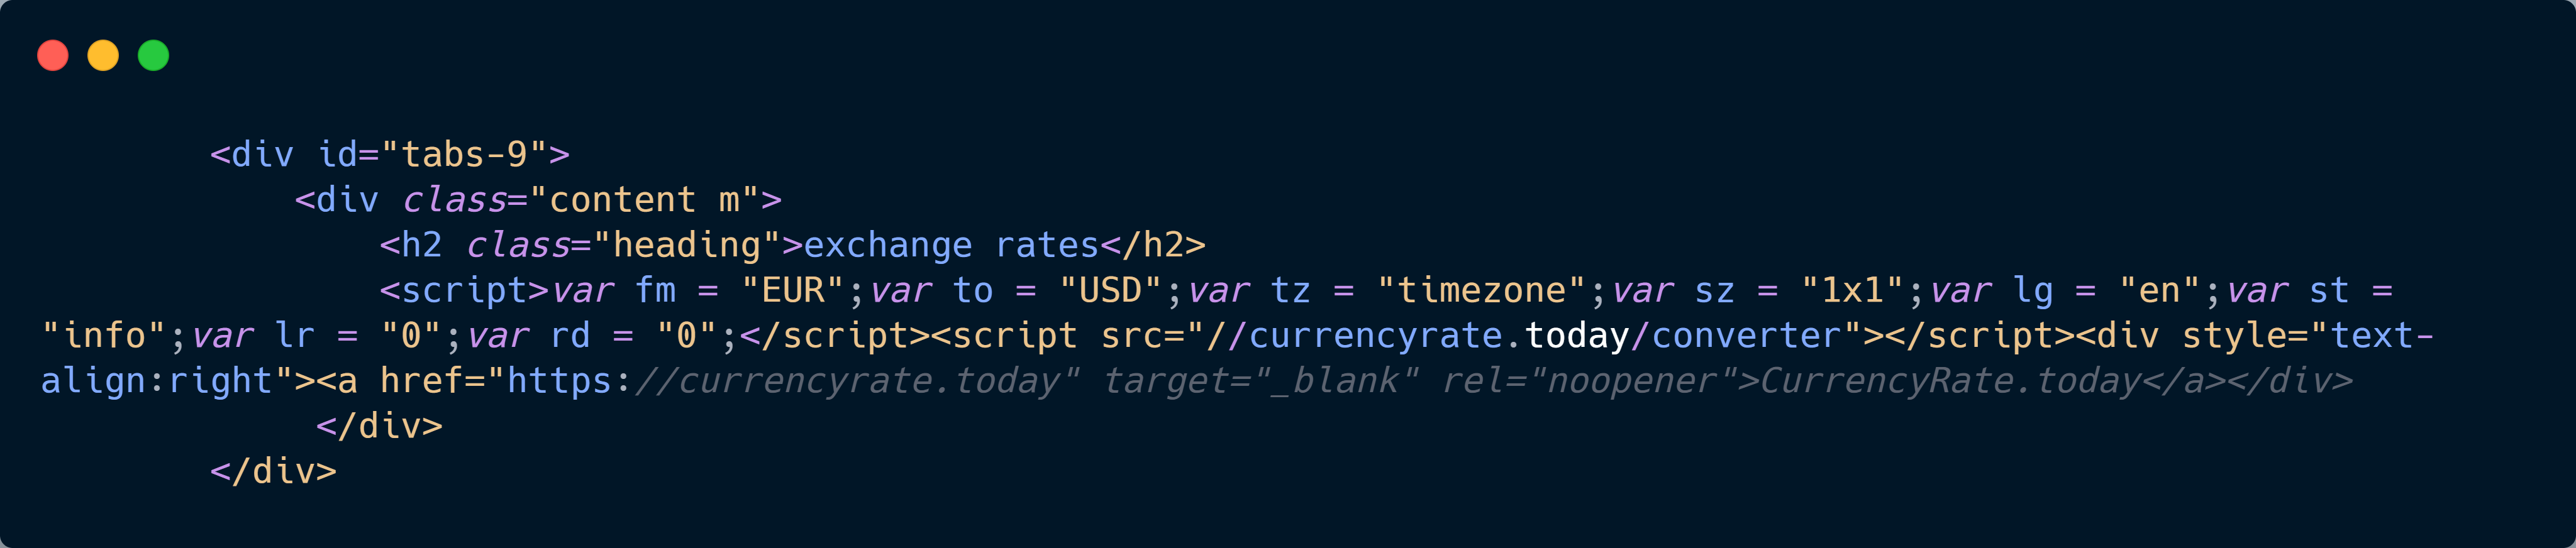 <div id="tabs-9">
<div class="content m">
<h2 class="heading">exchange rates</h2>
<script>var fm = "EUR";var to = "USD";var tz = "timezone";var sz = "1x1";var lg = "en";var st =
"info";var lr = "0";var rd = "0";</script><script src="//currencyrate.today/converter"></script><div style="text-
align:right"><a href="https://currencyrate.today" target="_blank" rel="noopener">CurrencyRate.today</a></div>
</div>
</div>